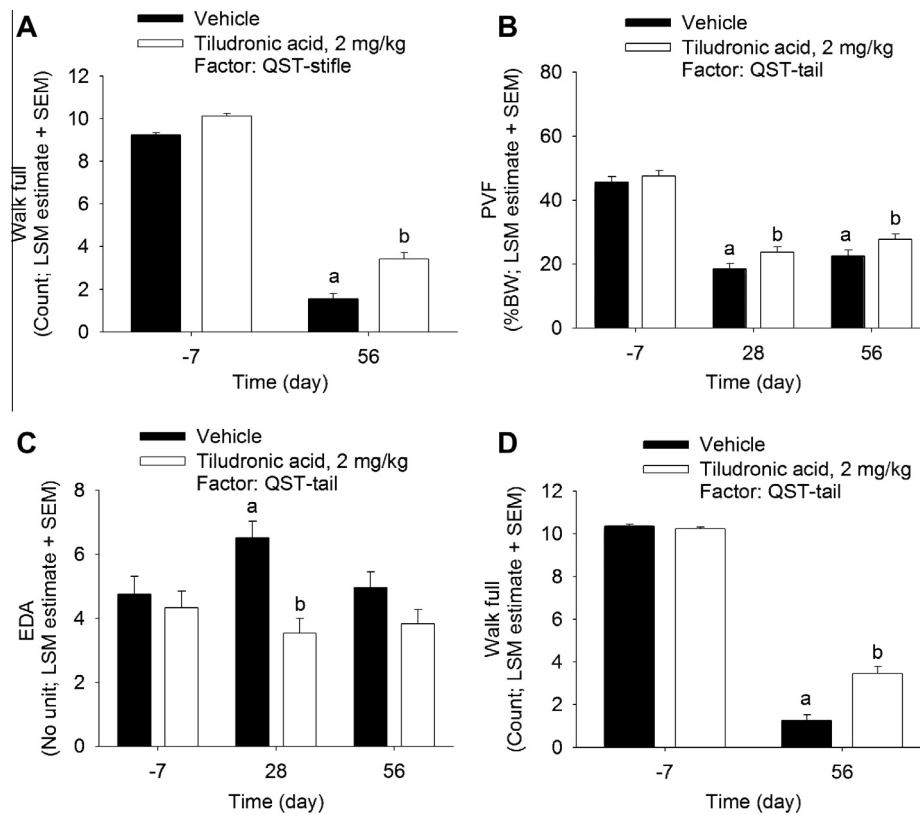 A
Vehicle
Tiludronic acid, 2 mg/kg
Factor: QST-stifle
Walk full
(Count; LSM estimate + SEM)
12
10
8
6
4
2
0
a
b
-7
56
Time (day)
B
Vehicle
Tiludronic acid, 2 mg/kg
Factor: QST-tail
PVF
(%BW; LSM estimate + SEM)
80
60
40
20
0
a
b
a
b
-7
28
56
Time (day)
C
Vehicle
Tiludronic acid, 2 mg/kg
Factor: QST-tail
EDA
(No unit; LSM estimate + SEM)
8
6
4
2
0
a
b
-7
28
56
Time (day)
D
Vehicle
Tiludronic acid, 2 mg/kg
Factor: QST-tail
Walk full
(Count; LSM estimate + SEM)
12
10
8
6
4
2
0
a
b
-7
56
Time (day)